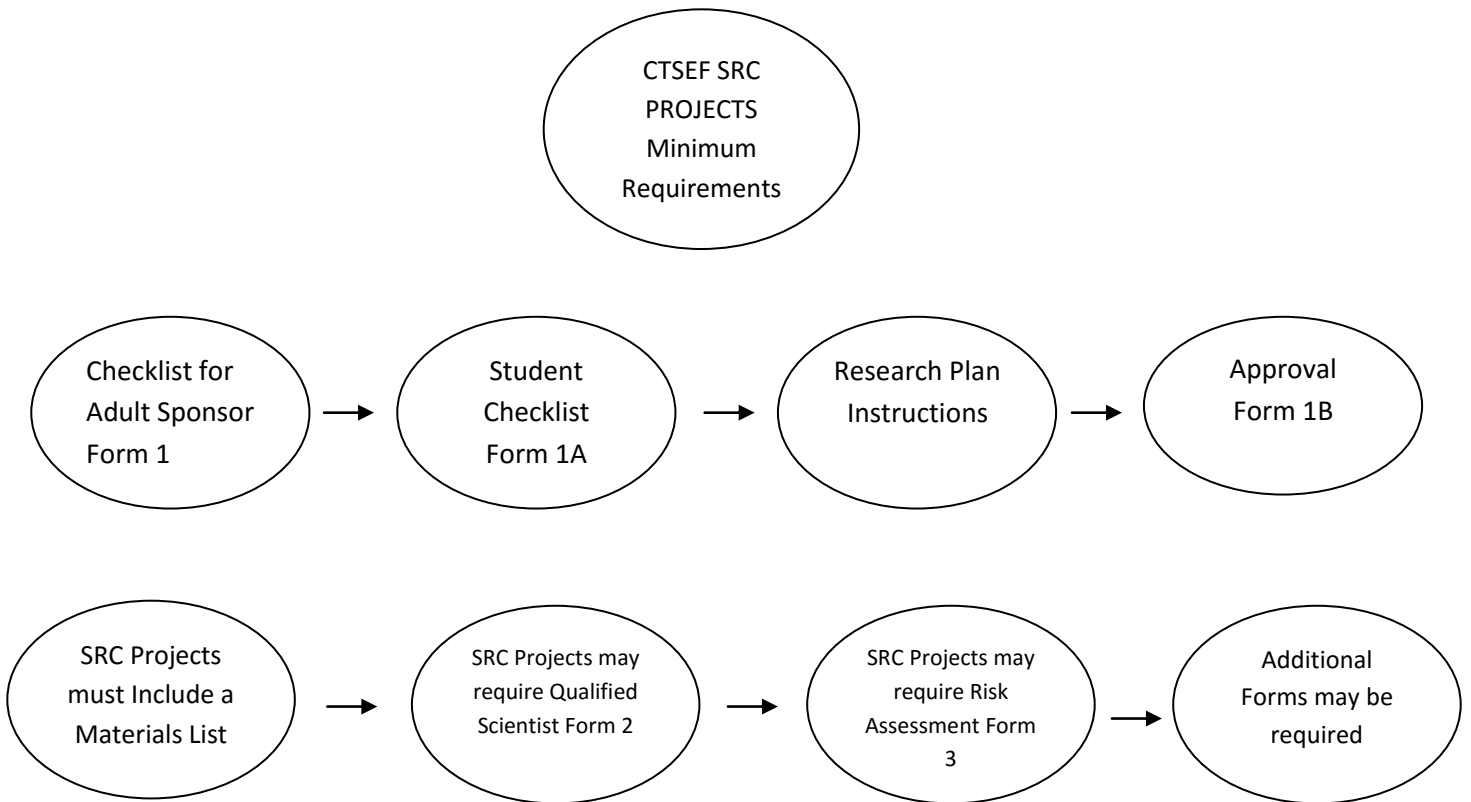 CTSEF SRC
PROJECTS
Minimum
Requirements
Checklist for
Adult Sponsor
Form 1
Student
Checklist
Form 1A
Research Plan
Instructions
Approval
Form 1B
SRC Projects
must Include a
Materials List
SRC Projects may
require Qualified
Scientist Form 2
SRC Projects may
require Risk
Assessment Form
3
Additional
Forms may be
required